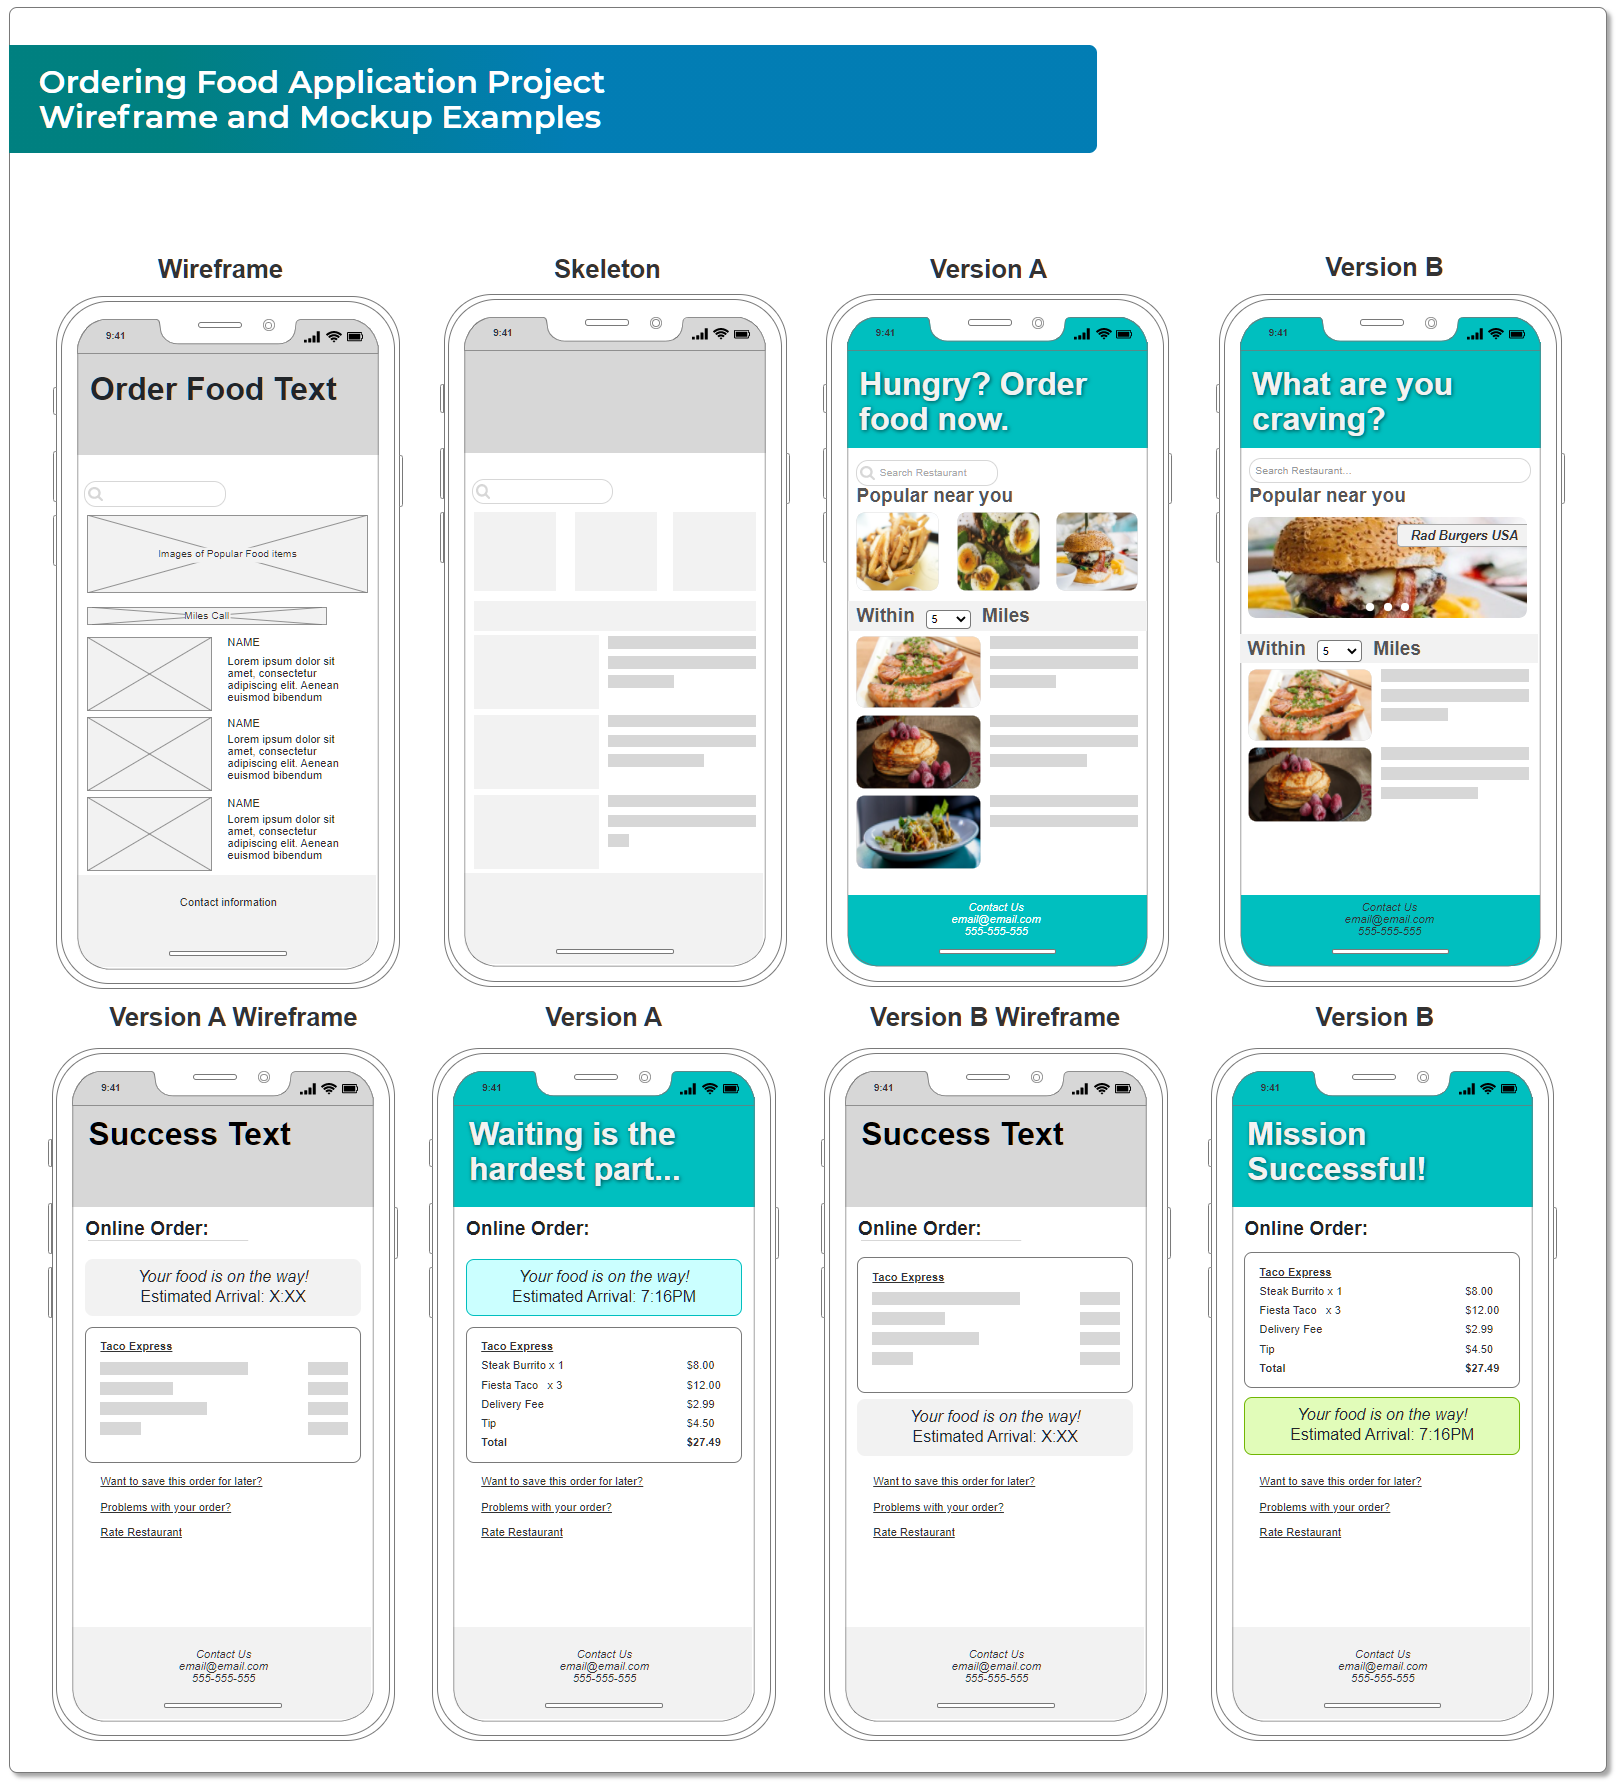 Ordering Food Application Project
Wireframe and Mockup Examples
Wireframe
9:41
Order Food Text
Images of Popular Food items
Miles Call
NAME
Lorem ipsum dolor sit
amet, consectetur
adipiscing elit. Aenean
euismod bibendum
NAME
Lorem ipsum dolor sit
amet, consectetur
adipiscing elit. Aenean
euismod bibendum
NAME
Lorem ipsum dolor sit
amet, consectetur
adipiscing elit. Aenean
euismod bibendum
Contact information
Skeleton
9:41
Version A
9:41
Hungry? Order
food now.
Search Restaurant
Popular near you
Within 5 Miles
Contact Us
email@email.com
555-555-555
Version B
9:41
What are you
craving?
Search Restaurant...
Popular near you
Rad Burgers USA
Within 5 Miles
Contact Us
email@email.com
555-555-555
Version A Wireframe
9:41
Success Text
Online Order:
Your food is on the way!
Estimated Arrival: X:XX
Taco Express
Want to save this order for later?
Problems with your order?
Rate Restaurant
Contact Us
email@email.com
555-555-555
Version A
9:41
Waiting is the
hardest part...
Online Order:
Your food is on the way!
Estimated Arrival: 7:16PM
Taco Express
Steak Burrito x 1 $8.00
Fiesta Taco x 3 $12.00
Delivery Fee $2.99
Tip $4.50
Total $27.49
Want to save this order for later?
Problems with your order?
Rate Restaurant
Contact Us
email@email.com
555-555-555
Version B Wireframe
9:41
Success Text
Online Order:
Taco Express
Your food is on the way!
Estimated Arrival: X:XX
Want to save this order for later?
Problems with your order?
Rate Restaurant
Contact Us
email@email.com
555-555-555
Version B
9:41
Mission
Successful!
Online Order:
Taco Express
Steak Burrito x 1 $8.00
Fiesta Taco x 3 $12.00
Delivery Fee $2.99
Tip $4.50
Total $27.49
Your food is on the way!
Estimated Arrival: 7:16PM
Want to save this order for later?
Problems with your order?
Rate Restaurant
Contact Us
email@email.com
555-555-555